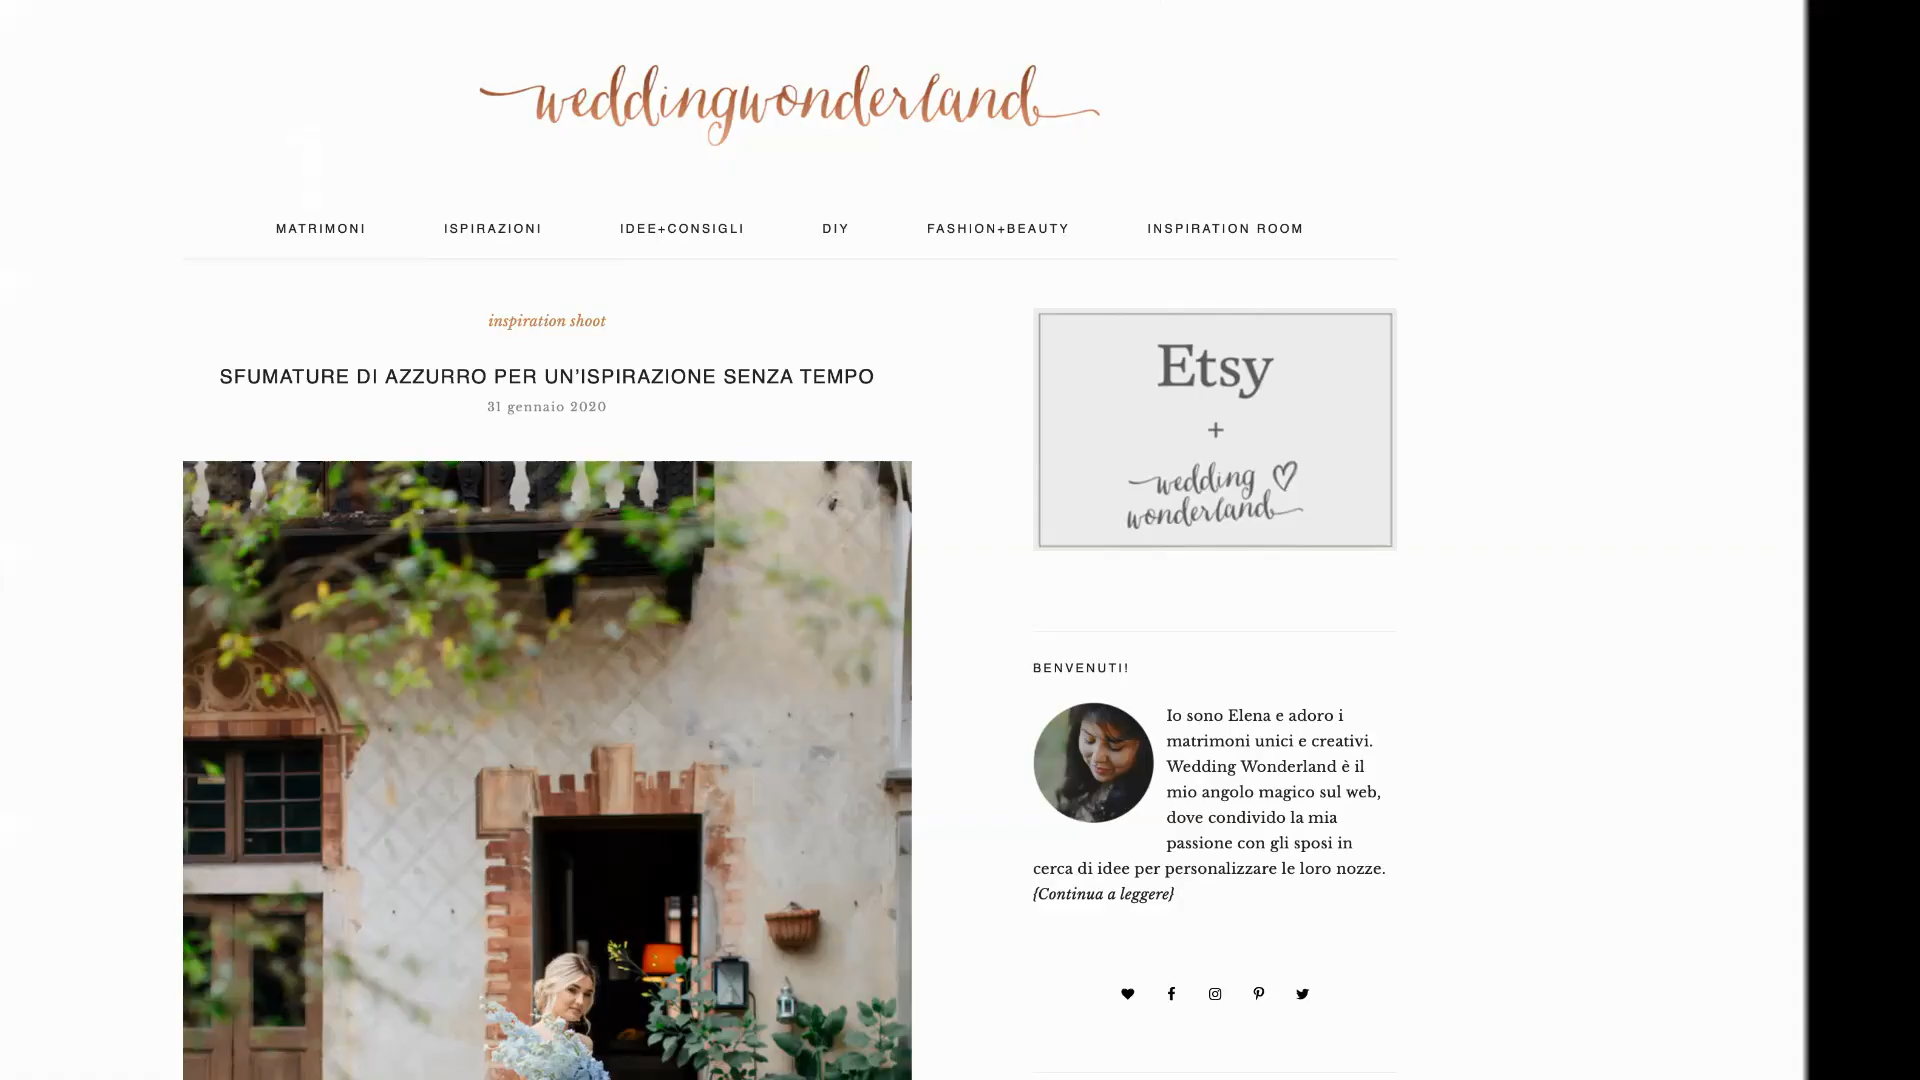 weddingwonderland
MATRIMONI
ISPIRAZIONI
IDEE+CONSIGLI
DIY
FASHION+BEAUTY
INSPIRATION ROOM
inspiration shoot
SFUMATURE DI AZZURRO PER UN’ISPIRAZIONE SENZA TEMPO
31 gennaio 2020
Etsy
+
wedding
wonderland
BENVENUTI!
Io sono Elena e adoro i
matrimoni unici e creativi.
Wedding Wonderland è il
mio angolo magico sul web,
dove condivido la mia
passione con gli sposi in
cerca di idee per personalizzare le loro nozze.
{Continua a leggere}